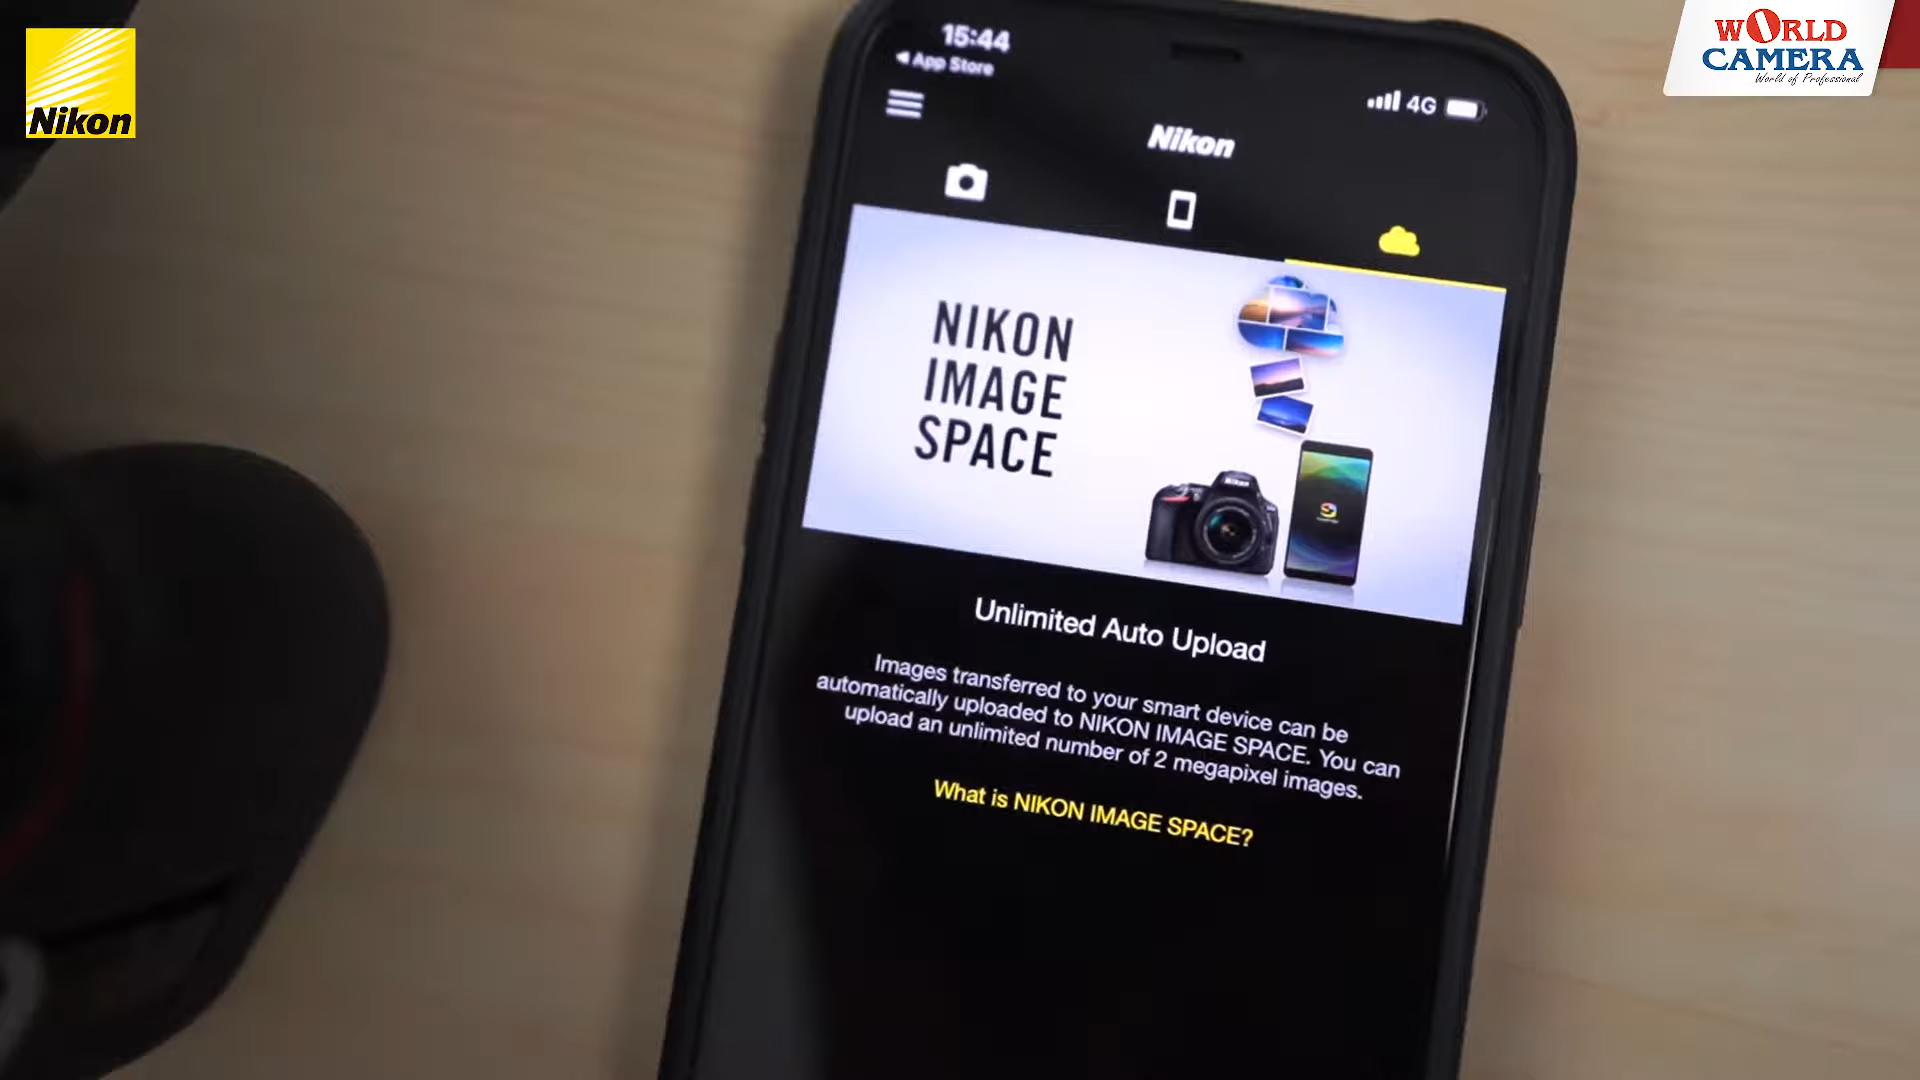 Nikon
WORLD
CAMERA
World of Professional
15:44
App Store
4G
Nikon
NIKON
IMAGE
SPACE
Nikon
Unlimited Auto Upload
Images transferred to your smart device can be
automatically uploaded to NIKON IMAGE SPACE. You can
upload an unlimited number of 2 megapixel images.
What is NIKON IMAGE SPACE?